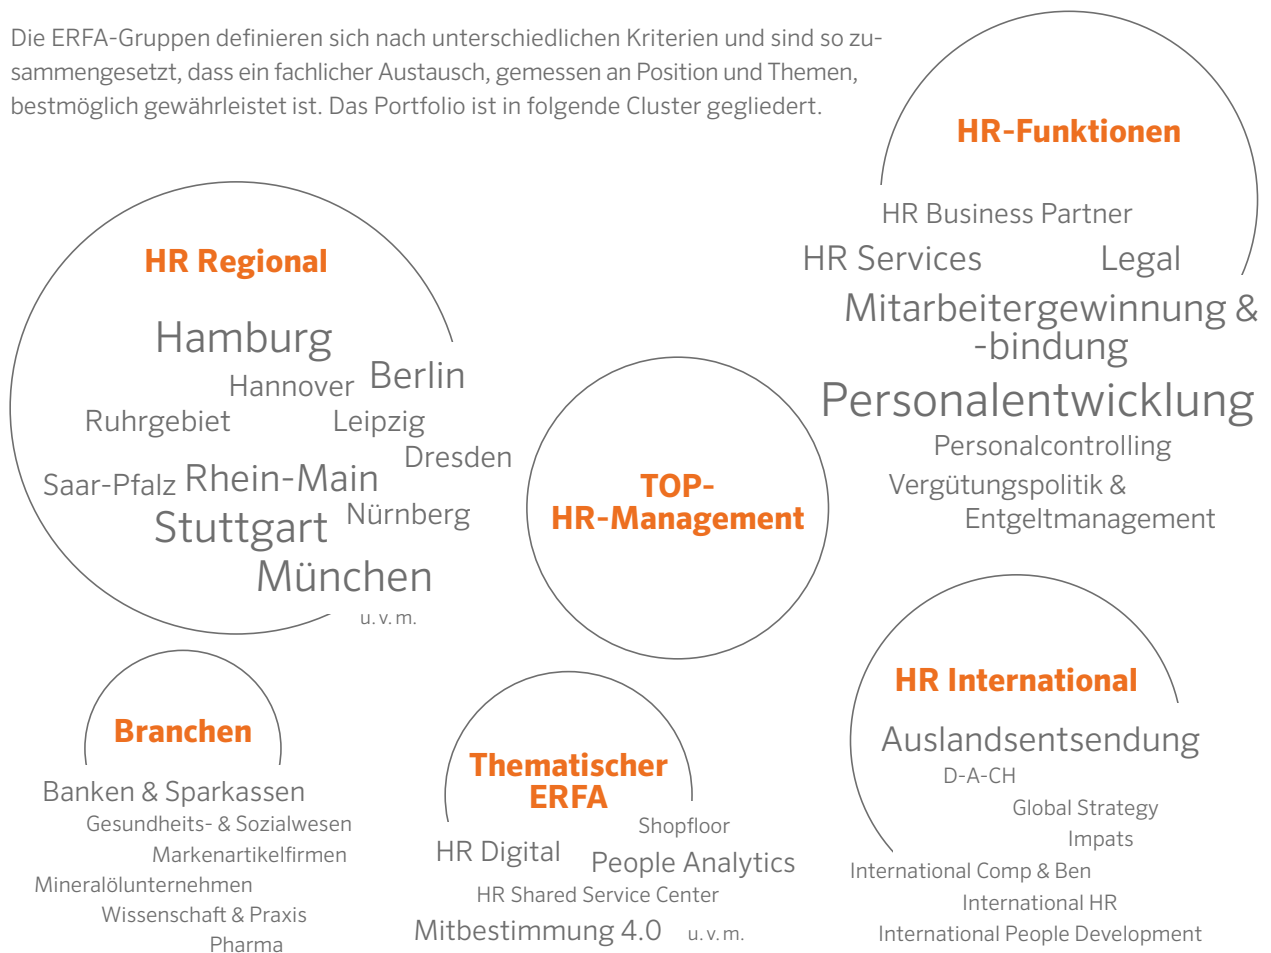 Die ERFA-Gruppen definieren sich nach unterschiedlichen Kriterien und sind so zu-
sammengesetzt, dass ein fachlicher Austausch, gemessen an Position und Themen,
bestmöglich gewährleistet ist. Das Portfolio ist in folgende Cluster gegliedert.
HR-Funktionen
HR Business Partner
HR Services
Legal
Mitarbeitergewinnung &
-bindung
Personalentwicklung
Personalcontrolling
Vergütungspolitik &
Entgeltmanagement
HR Regional
Hamburg
Hannover
Berlin
Ruhrgebiet
Leipzig
Dresden
Saar-Pfalz
Rhein-Main
Stuttgart
Nürnberg
München
u. v. m.
TOP-
HR-Management
Branchen
Banken & Sparkassen
Gesundheits- & Sozialwesen
Markenartikelfirmen
Mineralölunternehmen
Wissenschaft & Praxis
Pharma
Thematischer
ERFA
Shopfloor
HR Digital
People Analytics
HR Shared Service Center
Mitbestimmung 4.0
u. v. m.
HR International
Auslandsentsendung
D-A-CH
Global Strategy
Impats
International Comp & Ben
International HR
International People Development